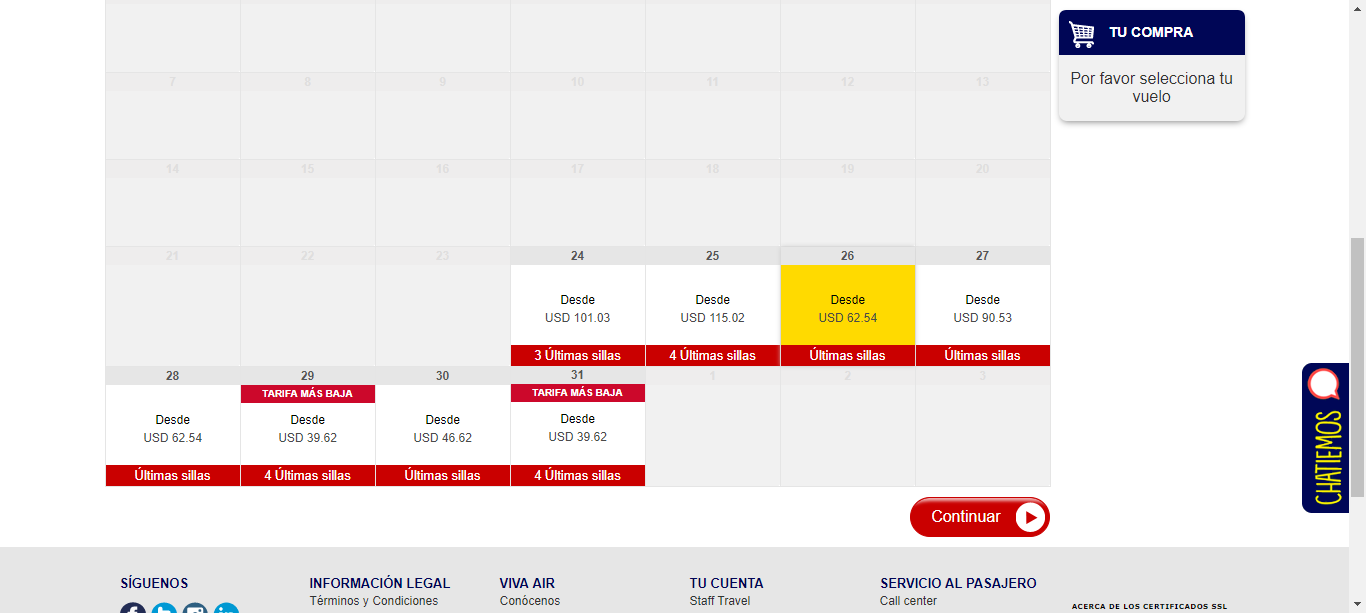 TU COMPRA
Por favor selecciona tu
vuelo
7 8 9 10 11 12 13
14 15 16 17 18 19 20
21 22 23 24 25 26 27
Desde Desde Desde Desde
USD 101.03 USD 115.02 USD 62.54 USD 90.53
3 Últimas sillas 4 Últimas sillas Últimas sillas Últimas sillas
28 29 30 31 1 2 3
TARIFA MÁS BAJA TARIFA MÁS BAJA
Desde Desde Desde Desde
USD 62.54 USD 39.62 USD 46.62 USD 39.62
Últimas sillas 4 Últimas sillas Últimas sillas 4 Últimas sillas
CHATIEMOS
Continuar
SÍGUENOS INFORMACIÓN LEGAL VIVA AIR TU CUENTA SERVICIO AL PASAJERO
Términos y Condiciones Conócenos Staff Travel Call center
ACERCA DE LOS CERTIFICADOS SSL